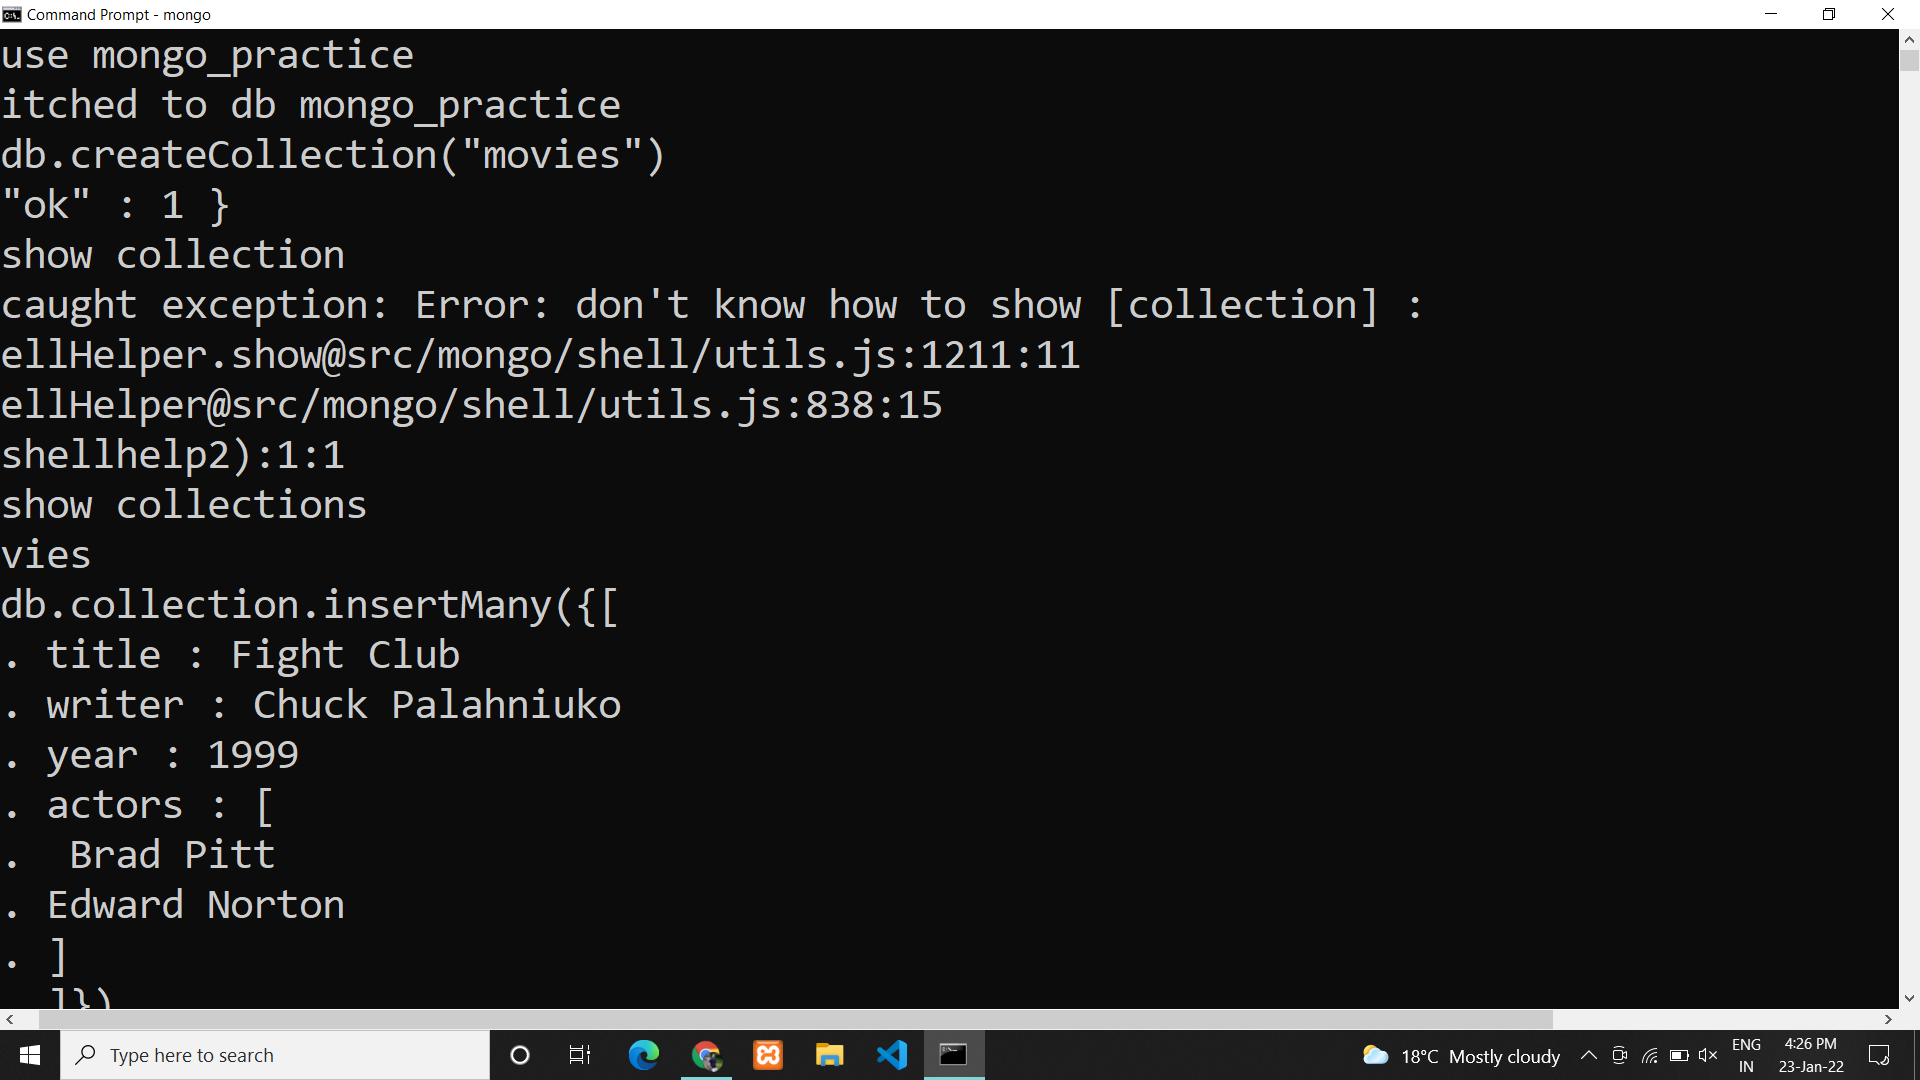 Command Prompt - mongo
use mongo_practice
itched to db mongo_practice
db.createCollection("movies")
"ok" : 1 }
show collection
caught exception: Error: don't know how to show [collection] :
ellHelper.show@src/mongo/shell/utils.js:1211:11
ellHelper@src/mongo/shell/utils.js:838:15
shellhelp2):1:1
show collections
vies
db.collection.insertMany({[
. title : Fight Club
. writer : Chuck Palahniuko
. year : 1999
. actors : [
.  Brad Pitt
. Edward Norton
. ]
]})
Type here to search
18°C Mostly cloudy
ENG
IN
4:26 PM
23-Jan-22